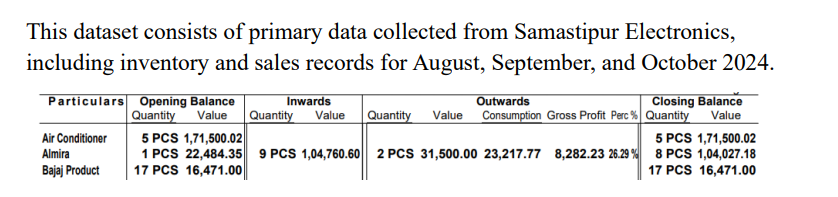 This dataset consists of primary data collected from Samastipur Electronics,
including inventory and sales records for August, September, and October 2024.
Particulars Opening Balance Inwards Outwards Closing Balance
Quantity Value Quantity Value Quantity Value Consumption Gross Profit Perc % Quantity Value
Air Conditioner 5 PCS 1,71,500.02 5 PCS 1,71,500.02
Almira 1 PCS 22,484.35 9 PCS 1,04,760.60 2 PCS 31,500.00 23,217.77 8,282.23 26.29 % 8 PCS 1,04,027.18
Bajaj Product 17 PCS 16,471.00 17 PCS 16,471.00